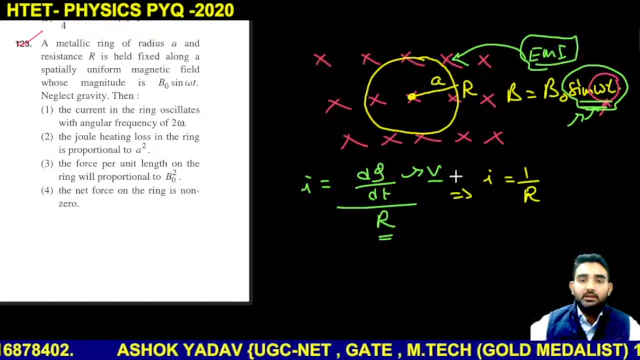 HTET- PHYSICS PYQ -2020
4
123. A metallic ring of radius a and
resistance R is held fixed along a
spatially uniform magnetic field
whose magnitude is B₀ sin ωt.
Neglect gravity. Then :
(1) the current in the ring oscillates
with angular frequency of 2ω.
(2) the joule heating loss in the ring
is proportional to a²
(3) the force per unit length on the
ring will proportional to B₀²
(4) the net force on the ring is non-
zero.
x x x x x
EMI
a
R
B = B₀ sin ωt
x x x x x
x x x x x
i = dφ/dt → V
R
⇒ i = 1/R
16878402. ASHOK YADAV {UGC-NET , GATE , M.TECH (GOLD MEDALIST) 1